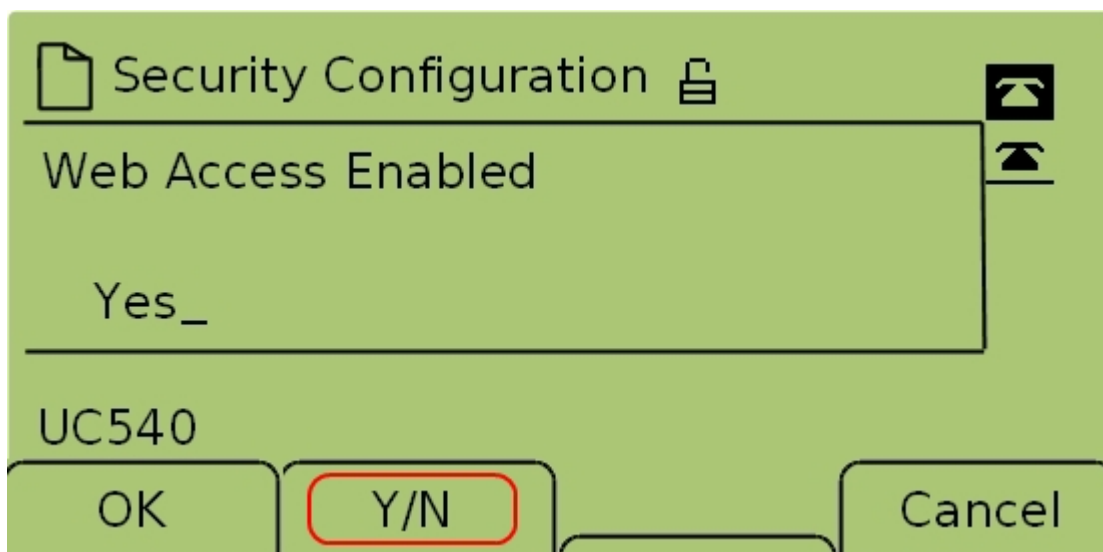 Security Configuration
Web Access Enabled
Yes_
UC540
OK Y/N Cancel